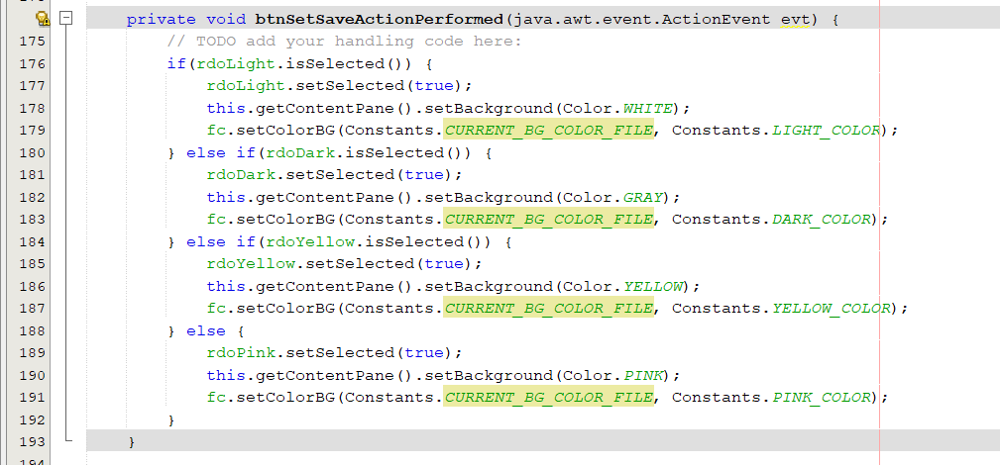 private void btnSetSaveActionPerformed(java.awt.event.ActionEvent evt) {
175 // TODO add your handling code here:
176 if(rdoLight.isSelected()) {
177 rdoLight.setSelected(true);
178 this.getContentPane().setBackground(Color.WHITE);
179 fc.setColorBG(Constants.CURRENT_BG_COLOR_FILE, Constants.LIGHT_COLOR);
180 } else if(rdoDark.isSelected()) {
181 rdoDark.setSelected(true);
182 this.getContentPane().setBackground(Color.GRAY);
183 fc.setColorBG(Constants.CURRENT_BG_COLOR_FILE, Constants.DARK_COLOR);
184 } else if(rdoYellow.isSelected()) {
185 rdoYellow.setSelected(true);
186 this.getContentPane().setBackground(Color.YELLOW);
187 fc.setColorBG(Constants.CURRENT_BG_COLOR_FILE, Constants.YELLOW_COLOR);
188 } else {
189 rdoPink.setSelected(true);
190 this.getContentPane().setBackground(Color.PINK);
191 fc.setColorBG(Constants.CURRENT_BG_COLOR_FILE, Constants.PINK_COLOR);
192 }
193 }